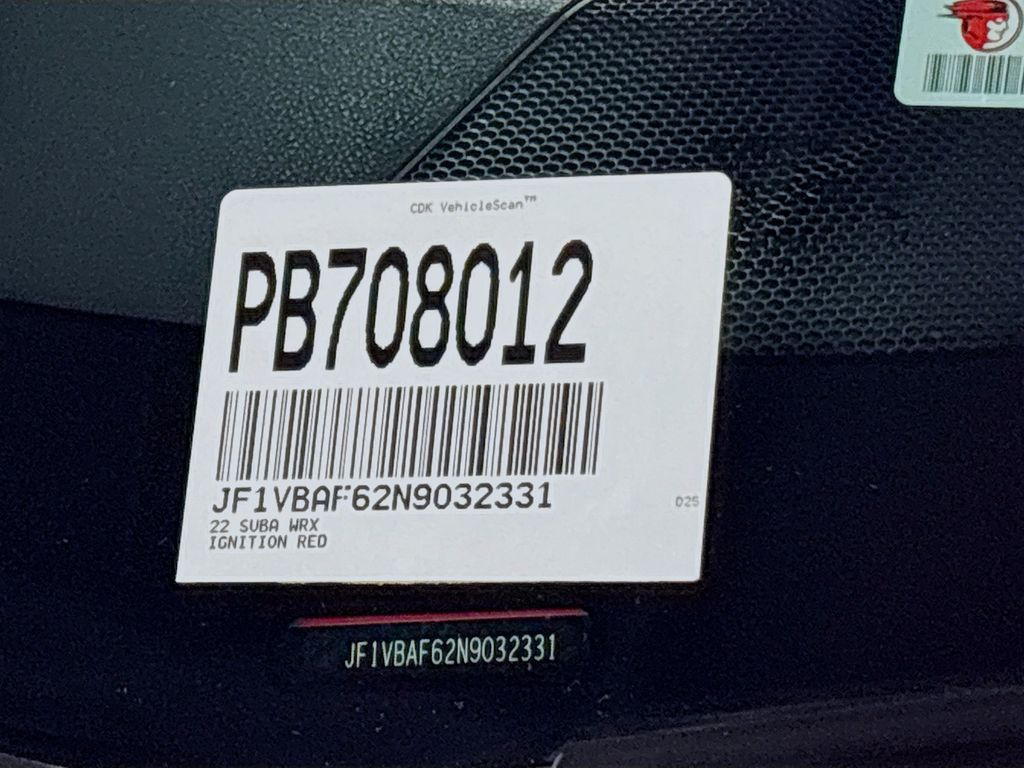 CDK VehicleScan™
PB708012
JF1VBAF62N9032331
22 SUBA WRX
IGNITION RED
D25
JF1VBAF62N9032331